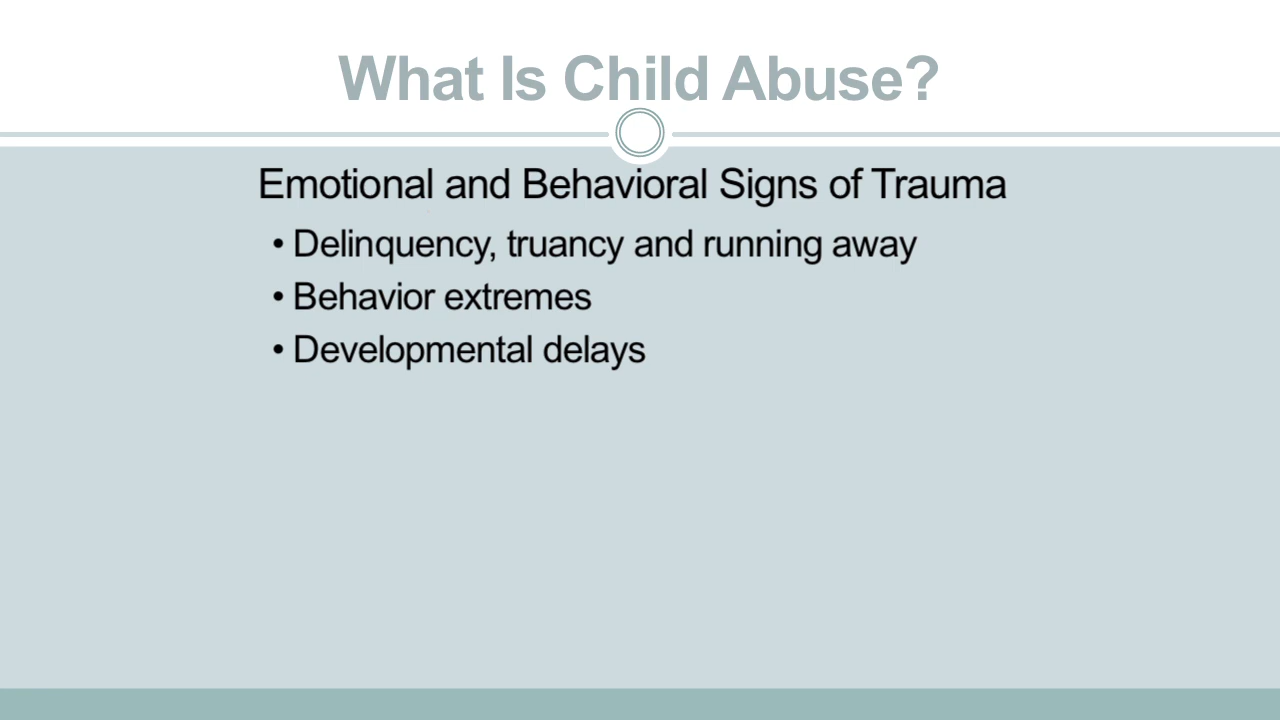 What Is Child Abuse?
Emotional and Behavioral Signs of Trauma
• Delinquency, truancy and running away
• Behavior extremes
• Developmental delays